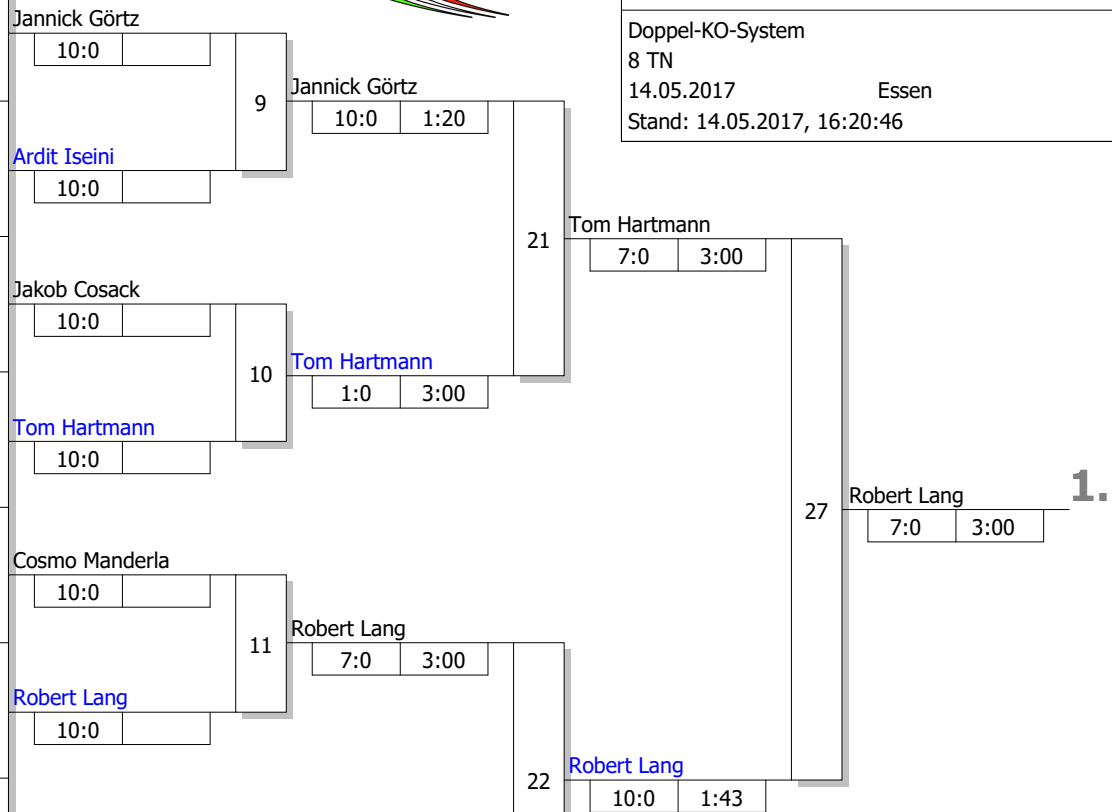 Jannick Görtz
10:0
9
Ardit Iseini
10:0
Jannick Görtz
10:0 1:20
Doppel-KO-System
8 TN
14.05.2017 Essen
Stand: 14.05.2017, 16:20:46
21
Tom Hartmann
7:0 3:00
Jakob Cosack
10:0
10
Tom Hartmann
10:0
Tom Hartmann
1:0 3:00
27
Robert Lang
7:0 3:00
1.
Cosmo Manderla
10:0
11
Robert Lang
10:0
Robert Lang
7:0 3:00
22
Robert Lang
10:0 1:43